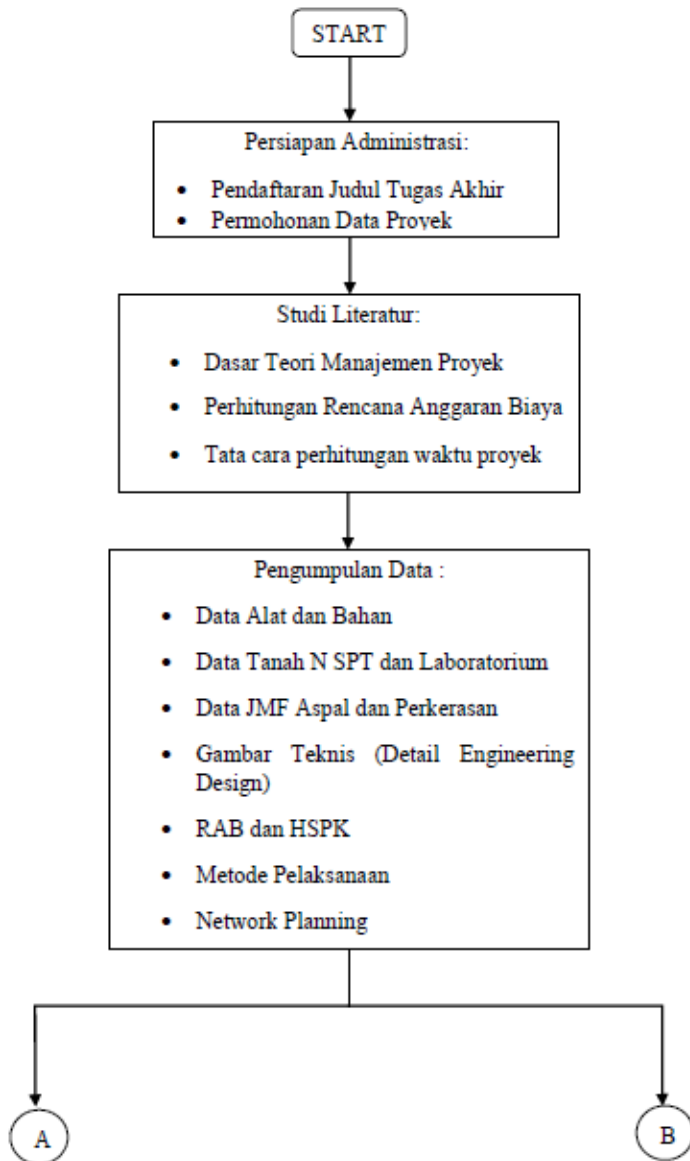 START
Persiapan Administrasi:
• Pendaftaran Judul Tugas Akhir
• Permohonan Data Proyek
Studi Literatur:
• Dasar Teori Manajemen Proyek
• Perhitungan Rencana Anggaran Biaya
• Tata cara perhitungan waktu proyek
Pengumpulan Data :
• Data Alat dan Bahan
• Data Tanah N SPT dan Laboratorium
• Data JMF Aspal dan Perkerasan
• Gambar Teknis (Detail Engineering
Design)
• RAB dan HSPK
• Metode Pelaksanaan
• Network Planning
A
B